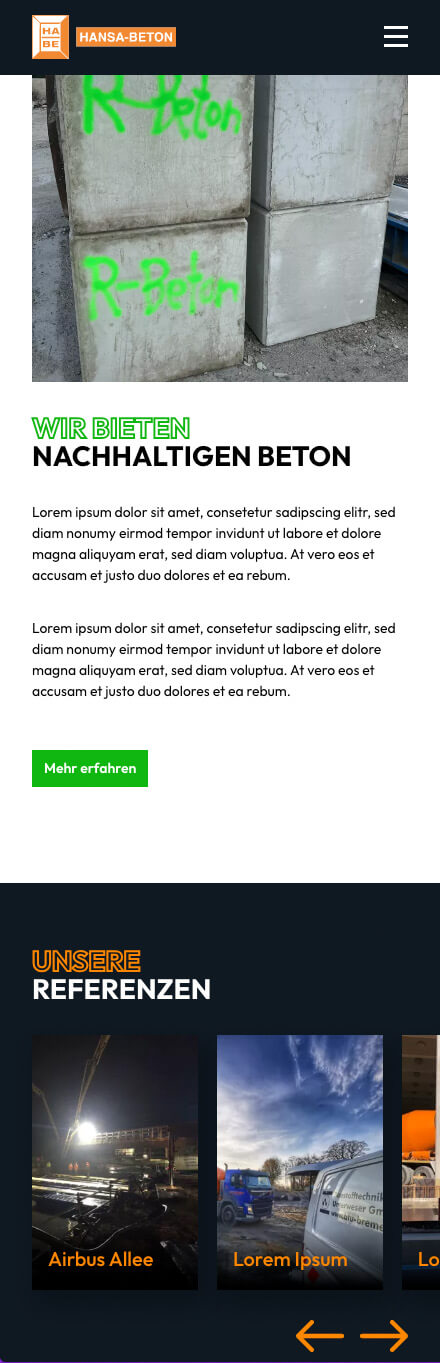 HA
BE
HANSA-BETON
R-Beton
R-Beton
WIR BIETEN
NACHHALTIGEN BETON
Lorem ipsum dolor sit amet, consetetur sadipscing elitr, sed
diam nonumy eirmod tempor invidunt ut labore et dolore
magna aliquyam erat, sed diam voluptua. At vero eos et
accusam et justo duo dolores et ea rebum.
Lorem ipsum dolor sit amet, consetetur sadipscing elitr, sed
diam nonumy eirmod tempor invidunt ut labore et dolore
magna aliquyam erat, sed diam voluptua. At vero eos et
accusam et justo duo dolores et ea rebum.
Mehr erfahren
UNSERE
REFERENZEN
Airbus Allee
Lorem Ipsum
Lo